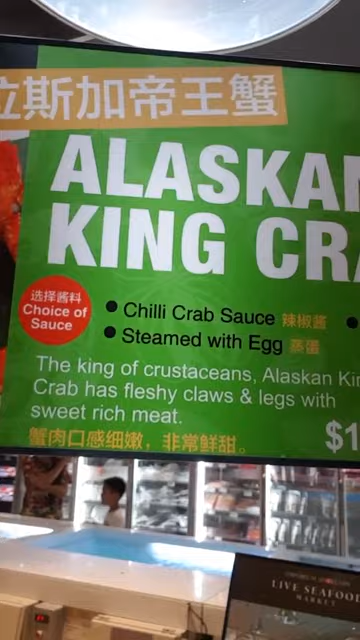 拉斯加帝王蟹
ALASKAN
KING CRA
选择酱料
Choice of
Sauce
Chilli Crab Sauce 辣椒酱
Steamed with Egg 蒸蛋
The king of crustaceans, Alaskan Kin
Crab has fleshy claws & legs with
sweet rich meat.
蟹肉口感细嫩，非常鲜甜。
$1
LIVE SEAFOOD
MARKET